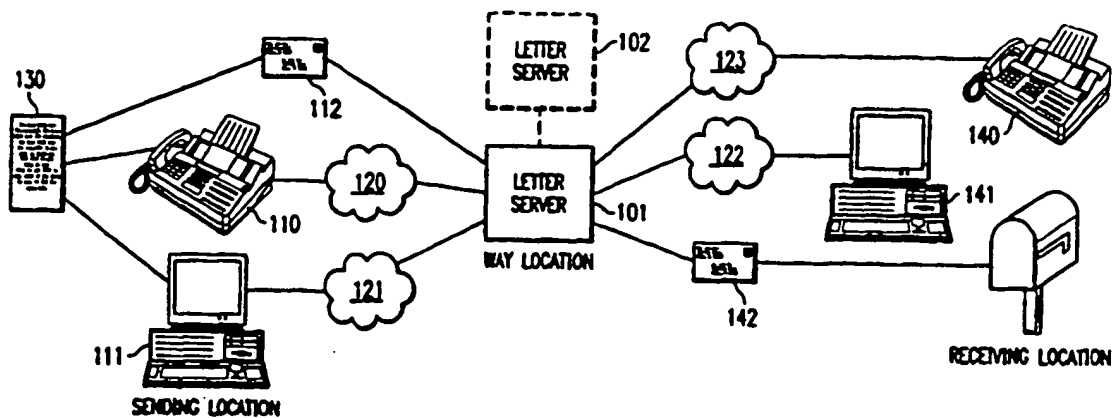 LETTER
SERVER
102
123
130
112
140
122
120
LETTER
SERVER
101
141
110
WAY LOCATION
121
142
111
RECEIVING LOCATION
SENDING LOCATION